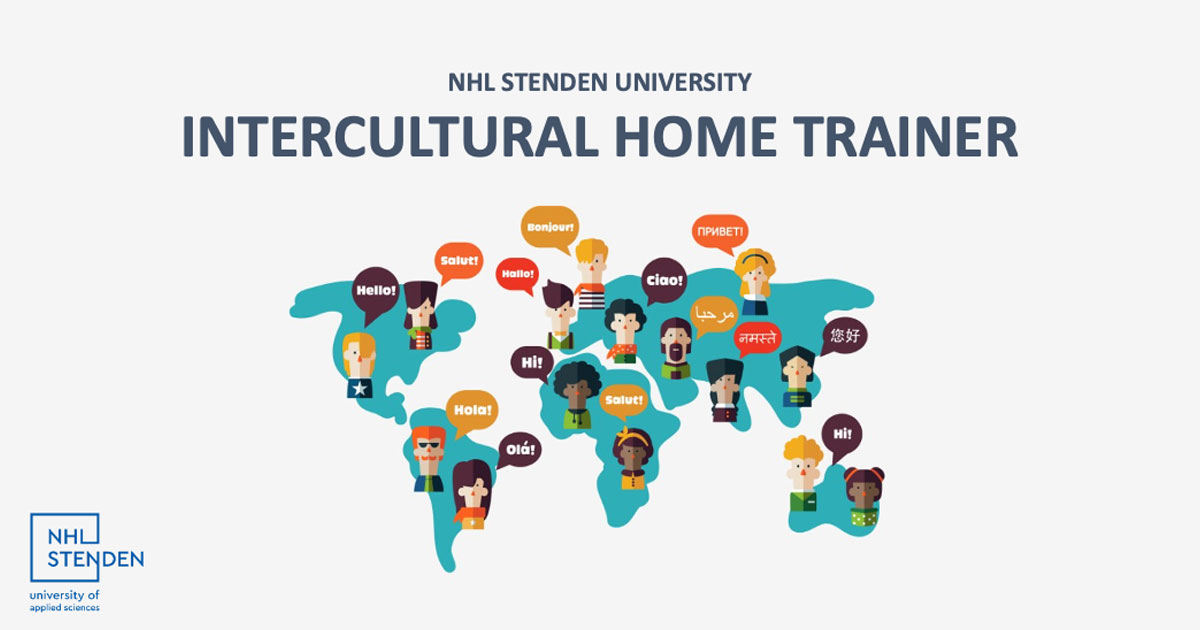 NHL STENDEN UNIVERSITY
INTERCULTURAL HOME TRAINER
Bonjour!
ПРИВЕТ!
Salut!
Hallo!
Ciao!
Hello!
مرحبا
नमस्ते
您好
Hi!
Salut!
Hola!
Olá!
Hi!
NHL
STENDEN
university of
applied sciences